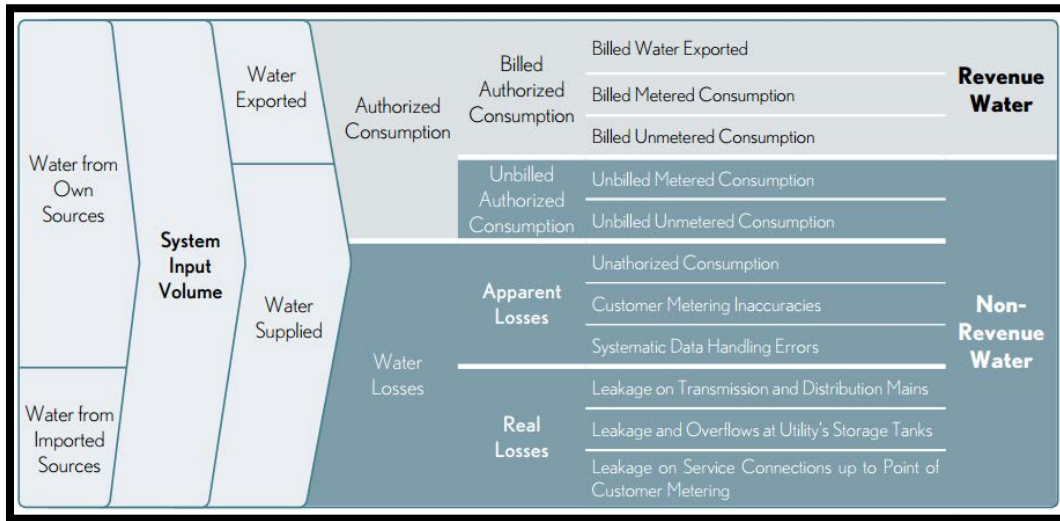 Water from
Own
Sources
Water from
Imported
Sources
System
Input
Volume
Water
Exported
Water
Supplied
Authorized
Consumption
Water
Losses
Billed
Authorized
Consumption
Unbilled
Authorized
Consumption
Apparent
Losses
Real
Losses
Billed Water Exported
Billed Metered Consumption
Billed Unmetered Consumption
Unbilled Metered Consumption
Unbilled Unmetered Consumption
Unathorized Consumption
Customer Metering Inaccuracies
Systematic Data Handling Errors
Leakage on Transmission and Distribution Mains
Leakage and Overflows at Utility's Storage Tanks
Leakage on Service Connections up to Point of
Customer Metering
Revenue
Water
Non-
Revenue
Water